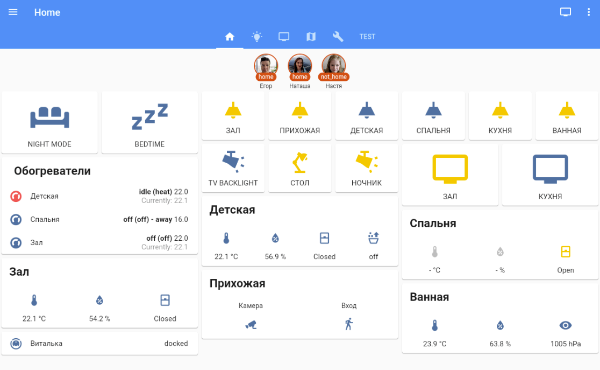 Home
TEST
home
home
not_home
Егор
Наташа
Настя
NIGHT MODE
BEDTIME
Обогреватели
Детская
idle (heat) 22.0
Currently: 22.1
Спальня
off (off) - away 16.0
Зал
off (off) 22.0
Currently: 22.1
Зал
22.1 °C
54.2 %
Closed
Виталька
docked
ЗАЛ
ПРИХОЖАЯ
ДЕТСКАЯ
TV BACKLIGHT
СТОЛ
НОЧНИК
Детская
22.1 °C
56.9 %
Closed
off
Прихожая
Камера
Вход
СПАЛЬНЯ
КУХНЯ
ВАННАЯ
ЗАЛ
КУХНЯ
Спальня
- °C
- %
Open
Ванная
23.9 °C
63.8 %
1005 hPa